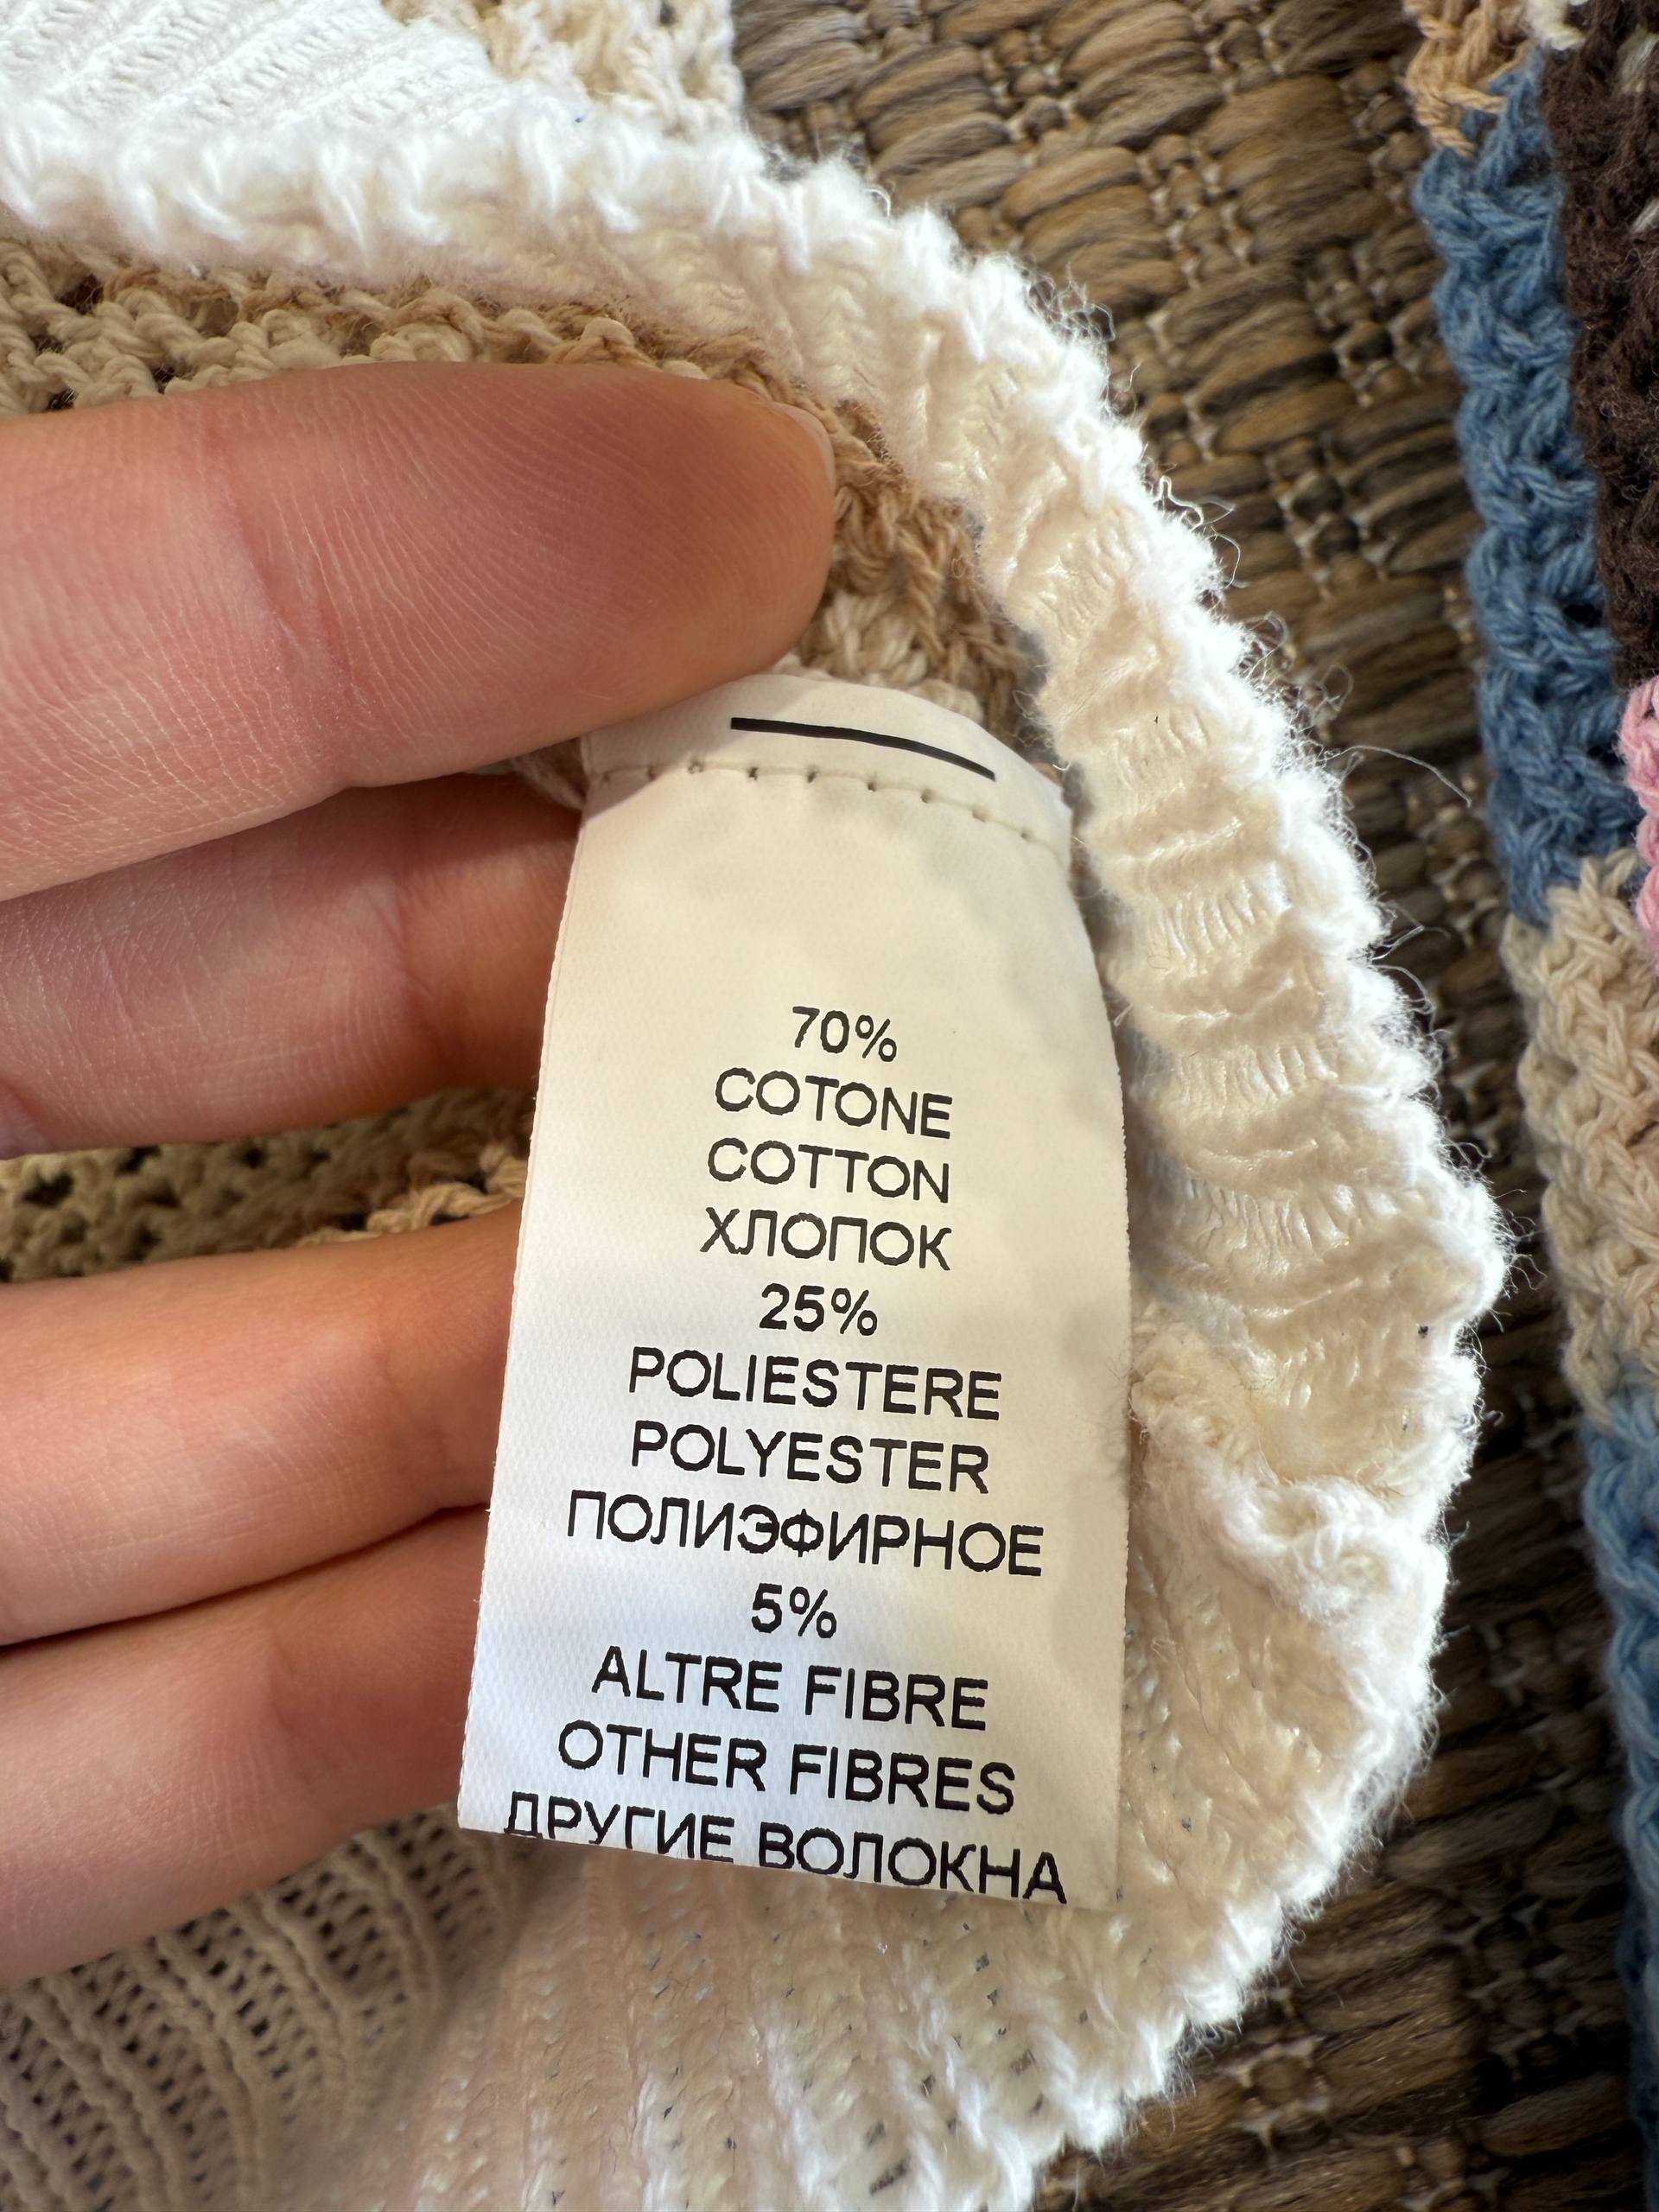 70%
COTONE
COTTON
ХЛОПОК
25%
POLIESTERE
POLYESTER
ПОЛИЭФИРНОЕ
5%
ALTRE FIBRE
OTHER FIBRES
ДРУГИЕ ВОЛОКНА